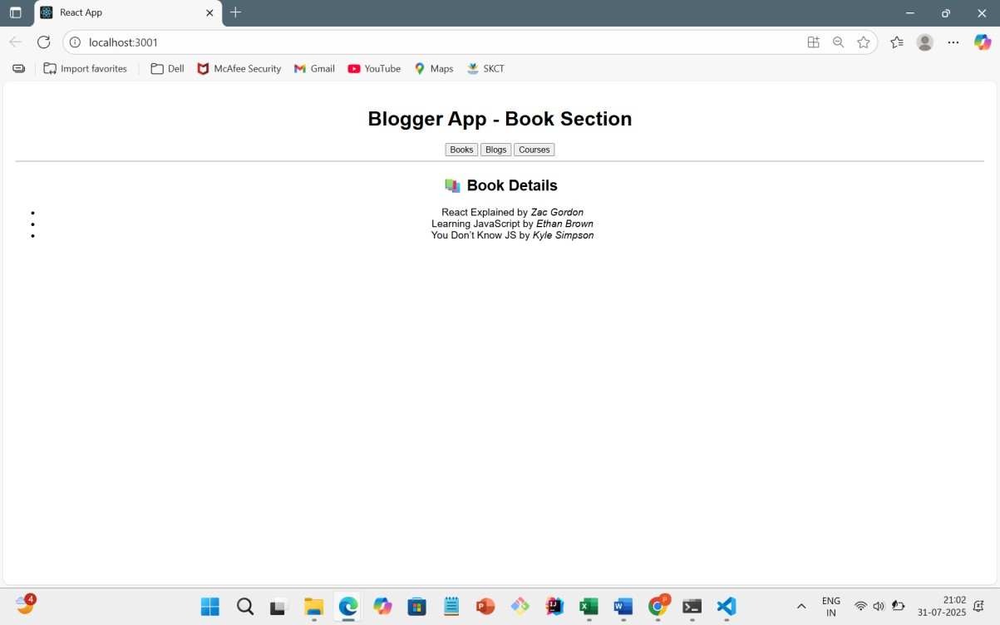 React App
localhost:3001
Import favorites
Dell
McAfee Security
Gmail
YouTube
Maps
SKCT
Blogger App - Book Section
Books Blogs Courses
Book Details
React Explained by Zac Gordon
Learning JavaScript by Ethan Brown
You Don’t Know JS by Kyle Simpson
4
P
ENG
IN
21:02
31-07-2025